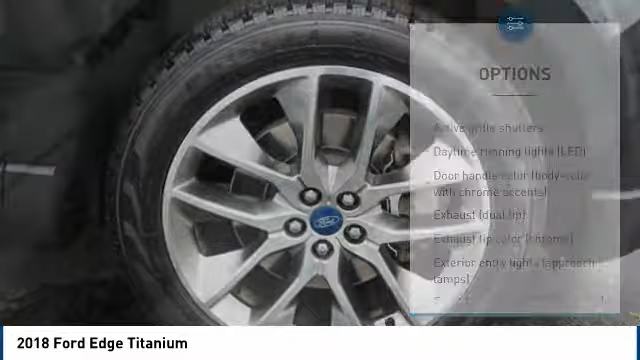 OPTIONS
Active grille shutters
Daytime running lights (LED)
Door handle color (body-color
with chrome accents)
Exhaust (dual tip)
Exhaust tip color (chrome)
Exterior entry lights (approach
lamps)
Ford
2018 Ford Edge Titanium